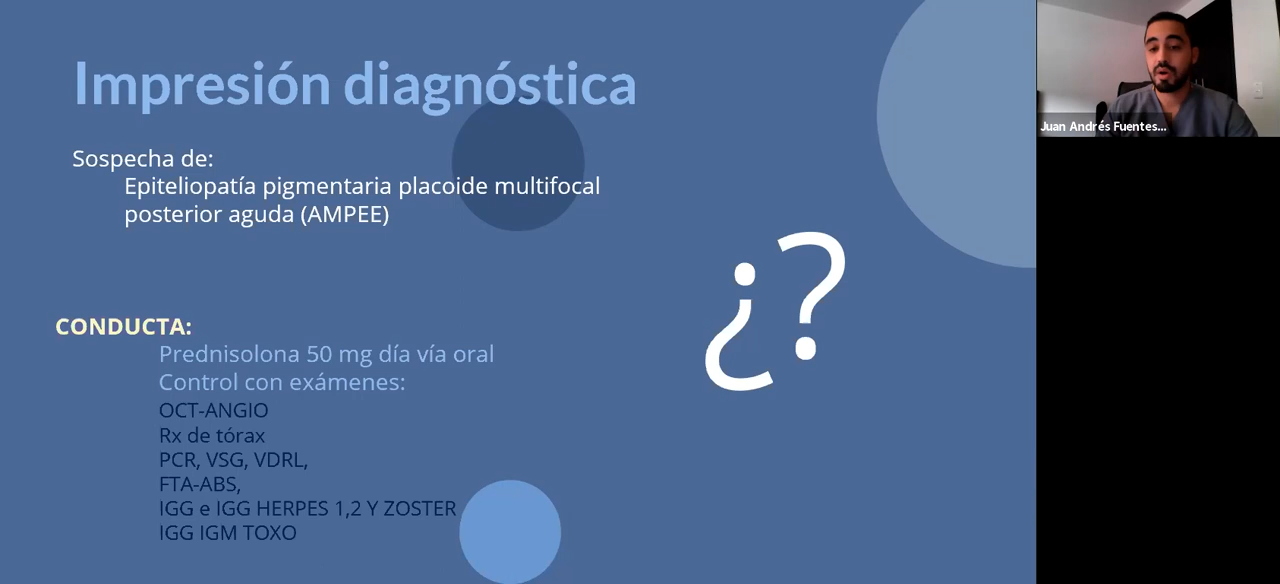 Impresión diagnóstica
Sospecha de:
Epiteliopatía pigmentaria placoide multifocal
posterior aguda (AMPEE)
¿?
CONDUCTA:
Prednisolona 50 mg día vía oral
Control con exámenes:
OCT-ANGIO
Rx de tórax
PCR, VSG, VDRL,
FTA-ABS,
IGG e IGG HERPES 1,2 Y ZOSTER
IGG IGM TOXO
Juan Andrés Fuentes...